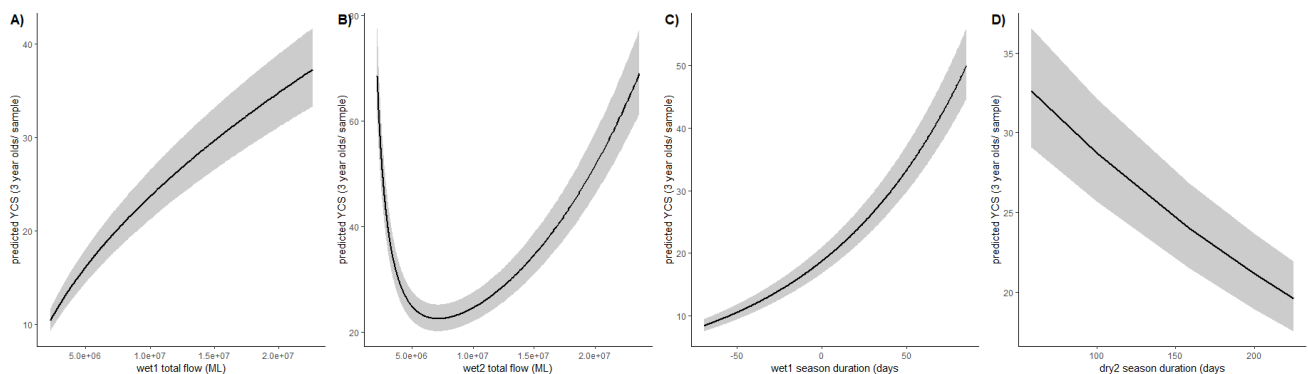 A)
predicted YCS (3 year olds/ sample)
40
30
20
10
5.0e+06 1.0e+07 1.5e+07 2.0e+07
wet1 total flow (ML)
B)
predicted YCS (3 year olds/ sample)
80
60
40
20
5.0e+06 1.0e+07 1.5e+07 2.0e+07
wet2 total flow (ML)
C)
predicted YCS (3 year olds/ sample)
50
40
30
20
10
-50 0 50
wet1 season duration (days
D)
predicted YCS (3 year olds/ sample)
35
30
25
20
100 150 200
dry2 season duration (days